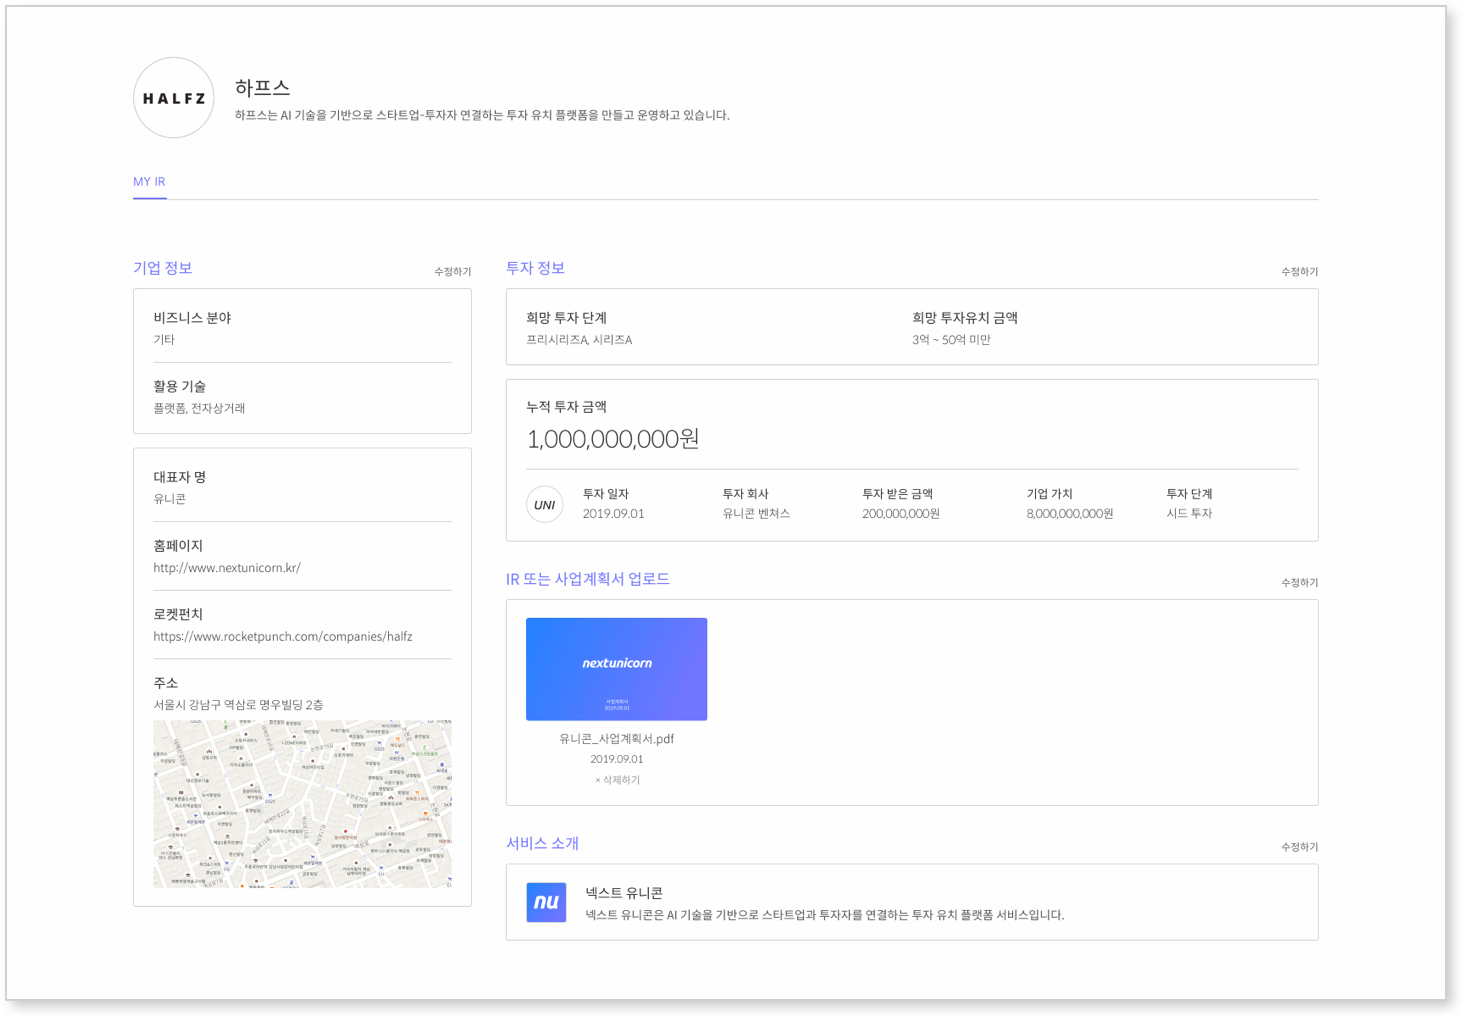 HALFZ
하프스
하프스는 AI 기술을 기반으로 스타트업-투자자 연결하는 투자 유치 플랫폼을 만들고 운영하고 있습니다.
MY IR
기업 정보
수정하기
비즈니스 분야
기타
활용 기술
플랫폼, 전자상거래
대표자 명
유니콘
홈페이지
http://www.nextunicorn.kr/
로켓펀치
https://www.rocketpunch.com/companies/halfz
주소
서울시 강남구 역삼로 명우빌딩 2층
투자 정보
수정하기
희망 투자 단계
프리시리즈A, 시리즈A
희망 투자유치 금액
3억 ~ 50억 미만
누적 투자 금액
1,000,000,000원
UNI
투자 일자
2019.09.01
투자 회사
유니콘 벤쳐스
투자 받은 금액
200,000,000원
기업 가치
8,000,000,000원
투자 단계
시드 투자
IR 또는 사업계획서 업로드
수정하기
nextunicorn
사업계획서
2019.09.01
유니콘_사업계획서.pdf
2019.09.01
× 삭제하기
서비스 소개
수정하기
nu
넥스트 유니콘
넥스트 유니콘은 AI 기술을 기반으로 스타트업과 투자자를 연결하는 투자 유치 플랫폼 서비스입니다.